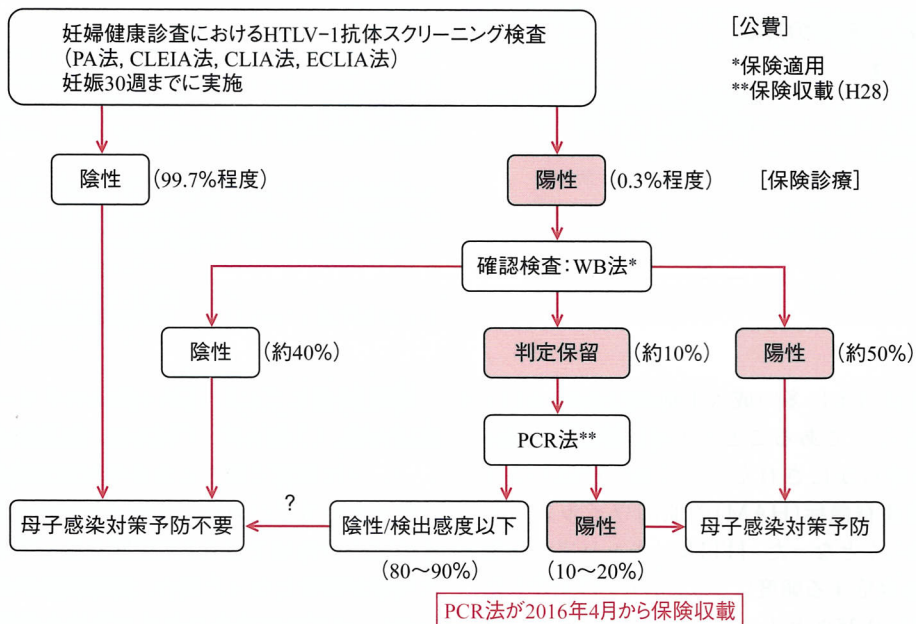 妊婦健康診査におけるHTLV-1抗体スクリーニング検査
(PA法, CLEIA法, CLIA法, ECLIA法)
妊娠30週までに実施
[公費]
*保険適用
**保険収載(H28)
陰性 (99.7%程度)
陽性 (0.3%程度)
[保険診療]
確認検査:WB法*
陰性 (約40%)
判定保留 (約10%)
陽性 (約50%)
PCR法**
母子感染対策予防不要
?
陰性/検出感度以下
(80〜90%)
陽性
(10〜20%)
母子感染対策予防
PCR法が2016年4月から保険収載